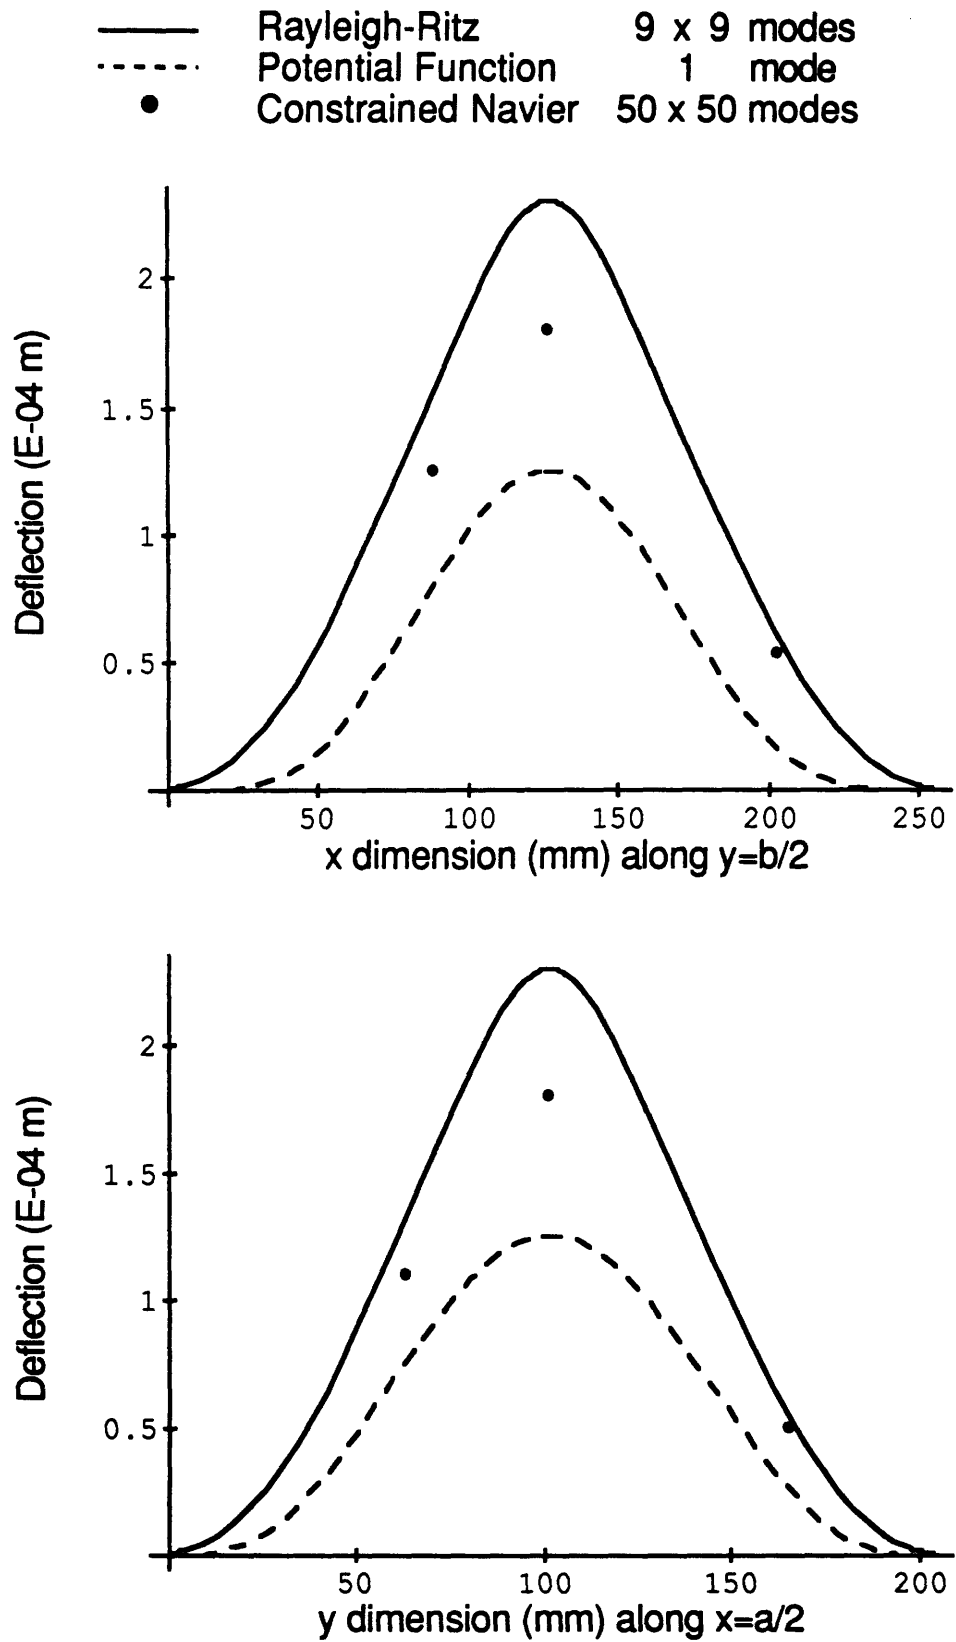 Rayleigh-Ritz 9 x 9 modes
Potential Function 1 mode
Constrained Navier 50 x 50 modes
Deflection (E-04 m)
2
1.5
1
0.5
50 100 150 200 250
x dimension (mm) along y=b/2
Deflection (E-04 m)
2
1.5
1
0.5
50 100 150 200
y dimension (mm) along x=a/2